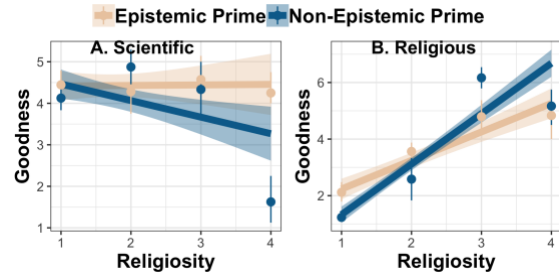 Epistemic Prime Non-Epistemic Prime
A. Scientific
B. Religious
Goodness
5
4
3
2
1
1 2 3 4
Religiosity
Goodness
6
4
2
1 2 3 4
Religiosity